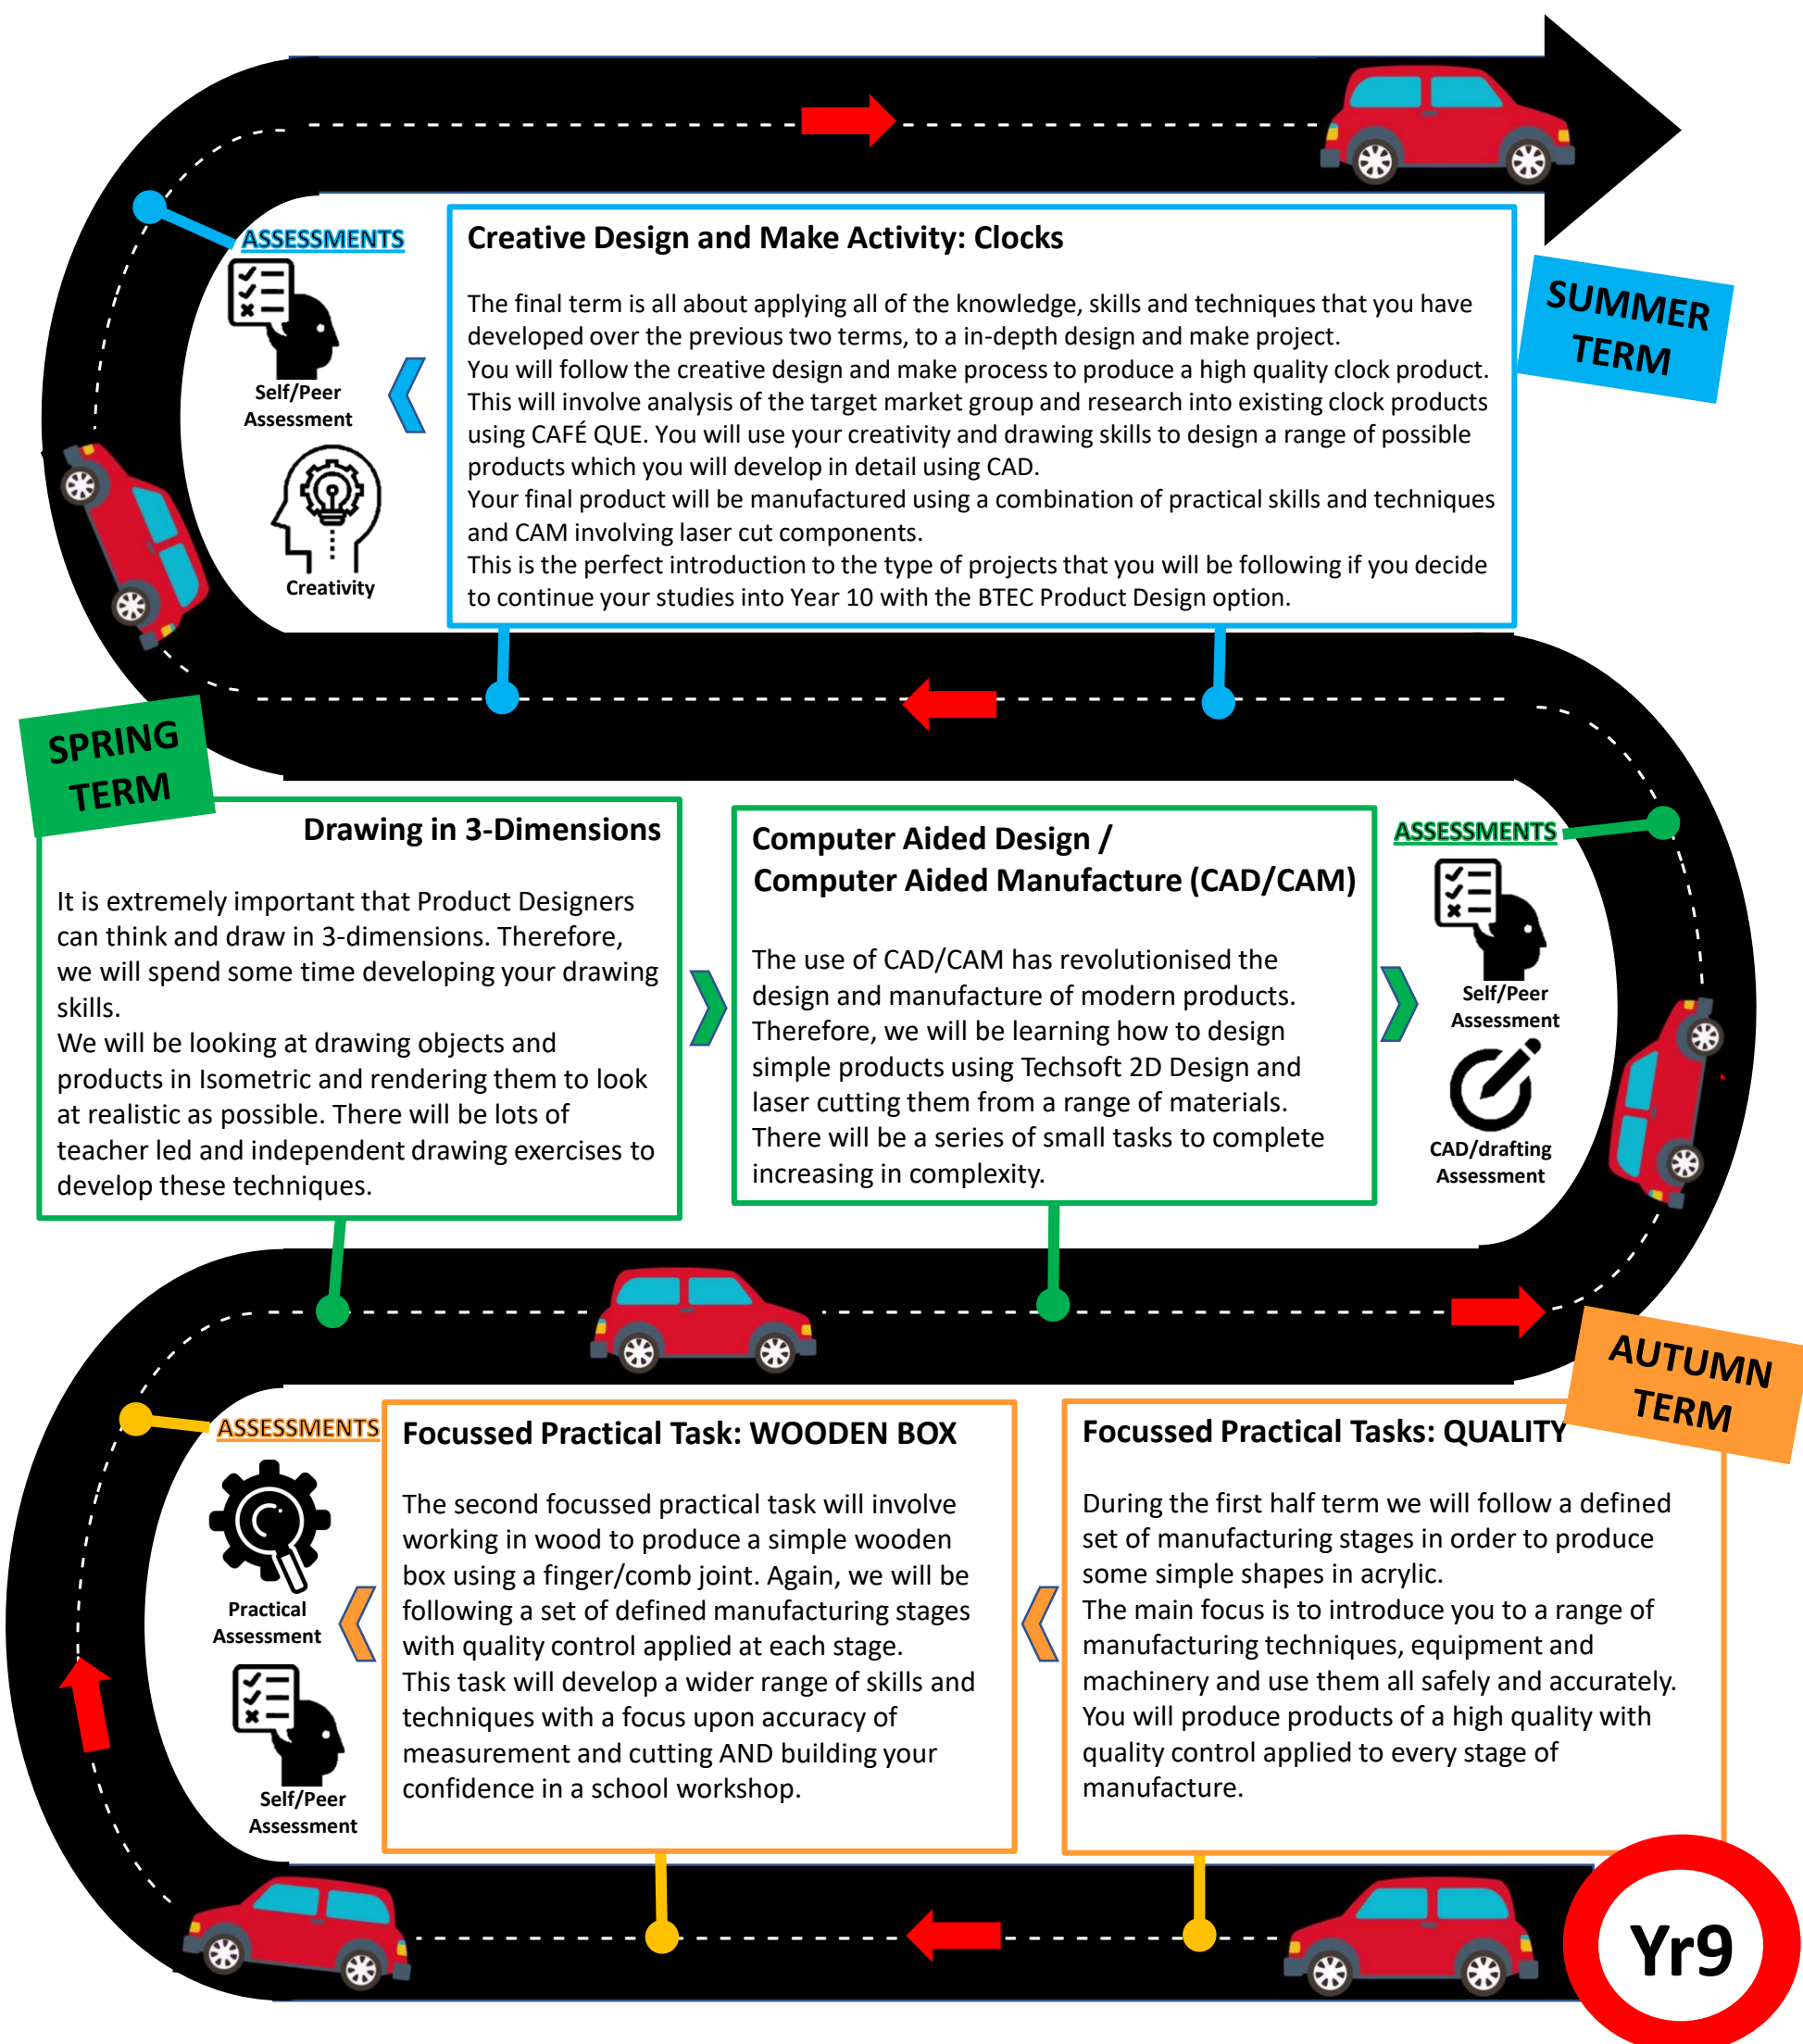 ASSESSMENTS
Self/Peer
Assessment
Creativity
Creative Design and Make Activity: Clocks
The final term is all about applying all of the knowledge, skills and techniques that you have
developed over the previous two terms, to a in-depth design and make project.
You will follow the creative design and make process to produce a high quality clock product.
This will involve analysis of the target market group and research into existing clock products
using CAFÉ QUE. You will use your creativity and drawing skills to design a range of possible
products which you will develop in detail using CAD.
Your final product will be manufactured using a combination of practical skills and techniques
and CAM involving laser cut components.
This is the perfect introduction to the type of projects that you will be following if you decide
to continue your studies into Year 10 with the BTEC Product Design option.
SUMMER
TERM
SPRING
TERM
Drawing in 3-Dimensions
It is extremely important that Product Designers
can think and draw in 3-dimensions. Therefore,
we will spend some time developing your drawing
skills.
We will be looking at drawing objects and
products in Isometric and rendering them to look
at realistic as possible. There will be lots of
teacher led and independent drawing exercises to
develop these techniques.
Computer Aided Design /
Computer Aided Manufacture (CAD/CAM)
The use of CAD/CAM has revolutionised the
design and manufacture of modern products.
Therefore, we will be learning how to design
simple products using Techsoft 2D Design and
laser cutting them from a range of materials.
There will be a series of small tasks to complete
increasing in complexity.
ASSESSMENTS
Self/Peer
Assessment
CAD/drafting
Assessment
AUTUMN
TERM
ASSESSMENTS
Practical
Assessment
Self/Peer
Assessment
Focussed Practical Task: WOODEN BOX
The second focussed practical task will involve
working in wood to produce a simple wooden
box using a finger/comb joint. Again, we will be
following a set of defined manufacturing stages
with quality control applied at each stage.
This task will develop a wider range of skills and
techniques with a focus upon accuracy of
measurement and cutting AND building your
confidence in a school workshop.
Focussed Practical Tasks: QUALITY
During the first half term we will follow a defined
set of manufacturing stages in order to produce
some simple shapes in acrylic.
The main focus is to introduce you to a range of
manufacturing techniques, equipment and
machinery and use them all safely and accurately.
You will produce products of a high quality with
quality control applied to every stage of
manufacture.
Yr9